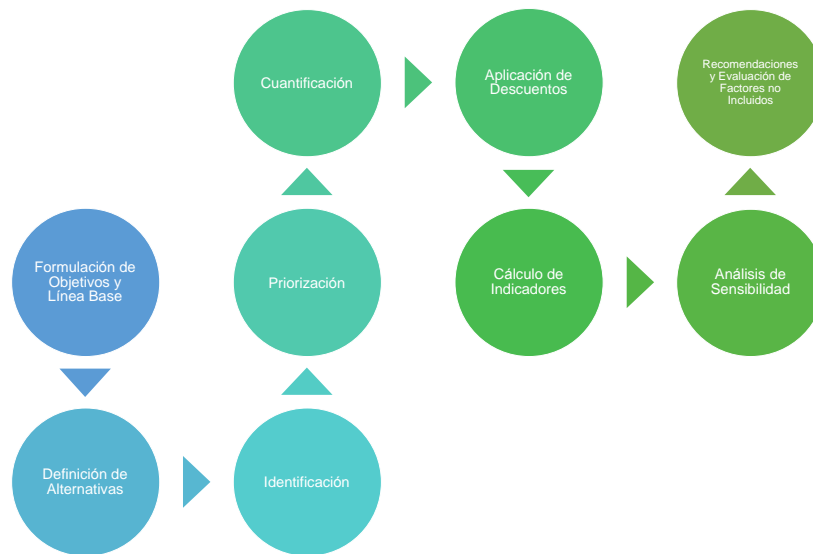 Formulación de
Objetivos y
Línea Base
Definición de
Alternativas
Identificación
Priorización
Cuantificación
Aplicación de
Descuentos
Cálculo de
Indicadores
Análisis de
Sensibilidad
Recomendaciones
y Evaluación de
Factores no
Incluidos